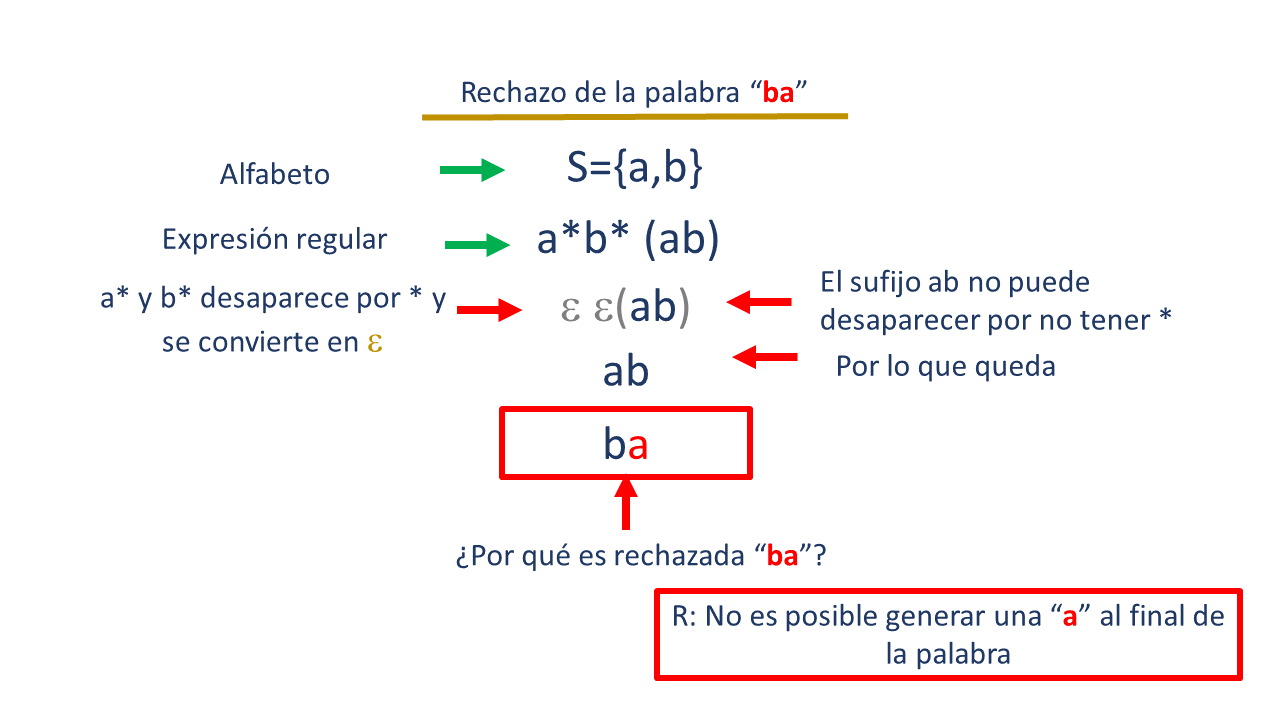 Rechazo de la palabra “ba”
Alfabeto
S={a,b}
Expresión regular
a*b* (ab)
a* y b* desaparece por * y
se convierte en ε
ε ε(ab)
El sufijo ab no puede
desaparecer por no tener *
ab
Por lo que queda
ba
¿Por qué es rechazada “ba”?
R: No es posible generar una “a” al final de
la palabra